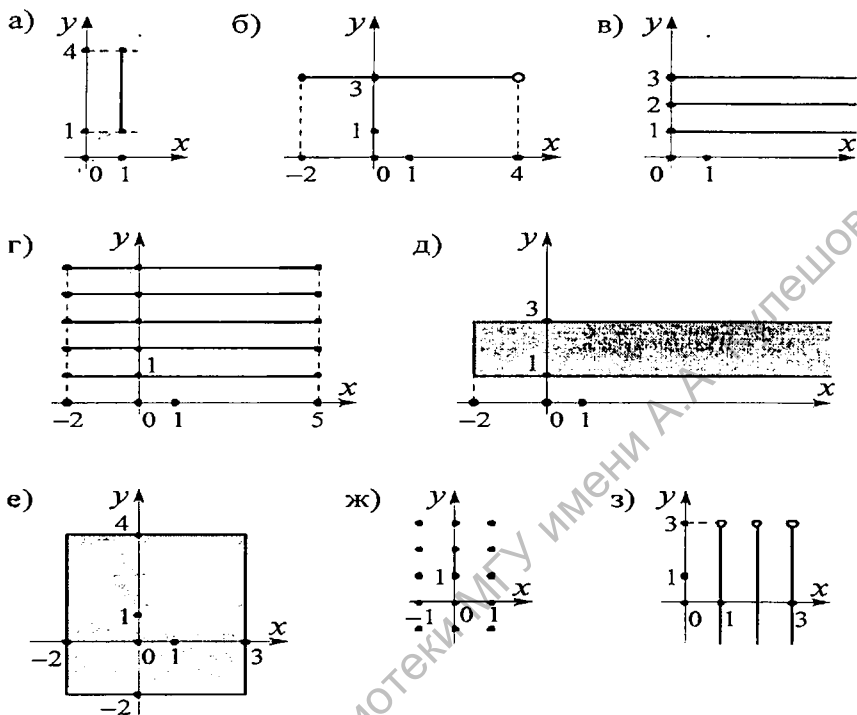 а) y 4 1 0 1 x
б) y 3 1 -2 0 1 4 x
в) y 3 2 1 0 1 x
г) y 1 -2 0 1 5 x
д) y 3 1 -2 0 1 x
е) y 4 1 -2 0 1 3 x -2
ж) y 1 -1 0 1 x
з) y 3 1 0 1 3 x
МГУ имени А.А.